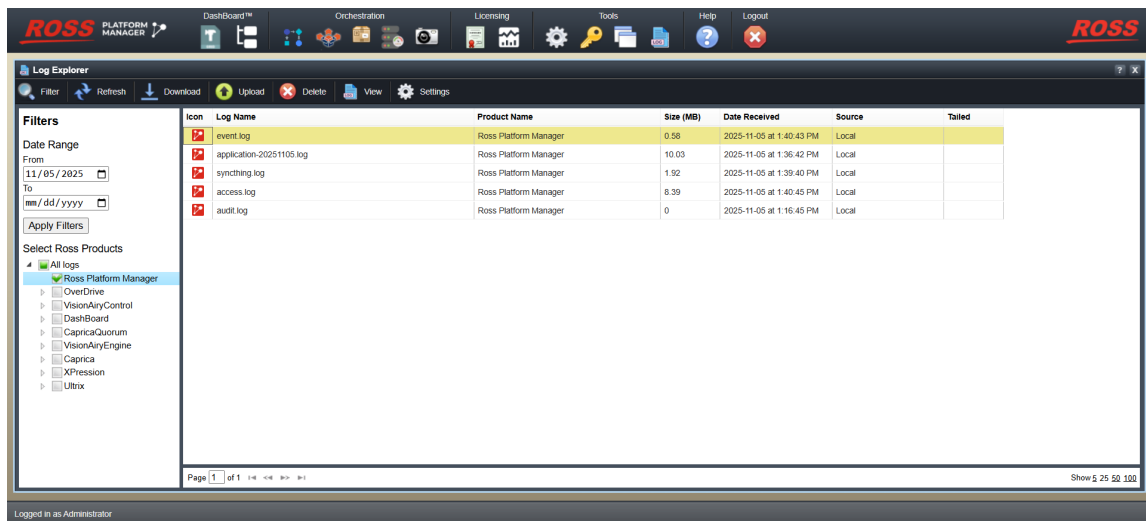 DashBoard™ Orchestration Licensing Tools Help Logout
ROSS PLATFORM MANAGER
ROSS
Log Explorer
? X
Filter Refresh Download Upload Delete View Settings
Filters
Date Range
From
11/05/2025
To
mm/dd/yyyy
Apply Filters
Select Ross Products
All logs
Ross Platform Manager
OverDrive
VisionAiryControl
DashBoard
CapricaQuorum
VisionAiryEngine
Caprica
XPression
Ultrix
Icon Log Name Product Name Size (MB) Date Received Source Tailed
event.log Ross Platform Manager 0.58 2025-11-05 at 1:40:43 PM Local
application-20251105.log Ross Platform Manager 10.03 2025-11-05 at 1:36:42 PM Local
syncthing.log Ross Platform Manager 1.92 2025-11-05 at 1:39:40 PM Local
access.log Ross Platform Manager 8.39 2025-11-05 at 1:40:45 PM Local
audit.log Ross Platform Manager 0 2025-11-05 at 1:16:45 PM Local
Page 1 of 1
Show 5 25 50 100
Logged in as Administrator